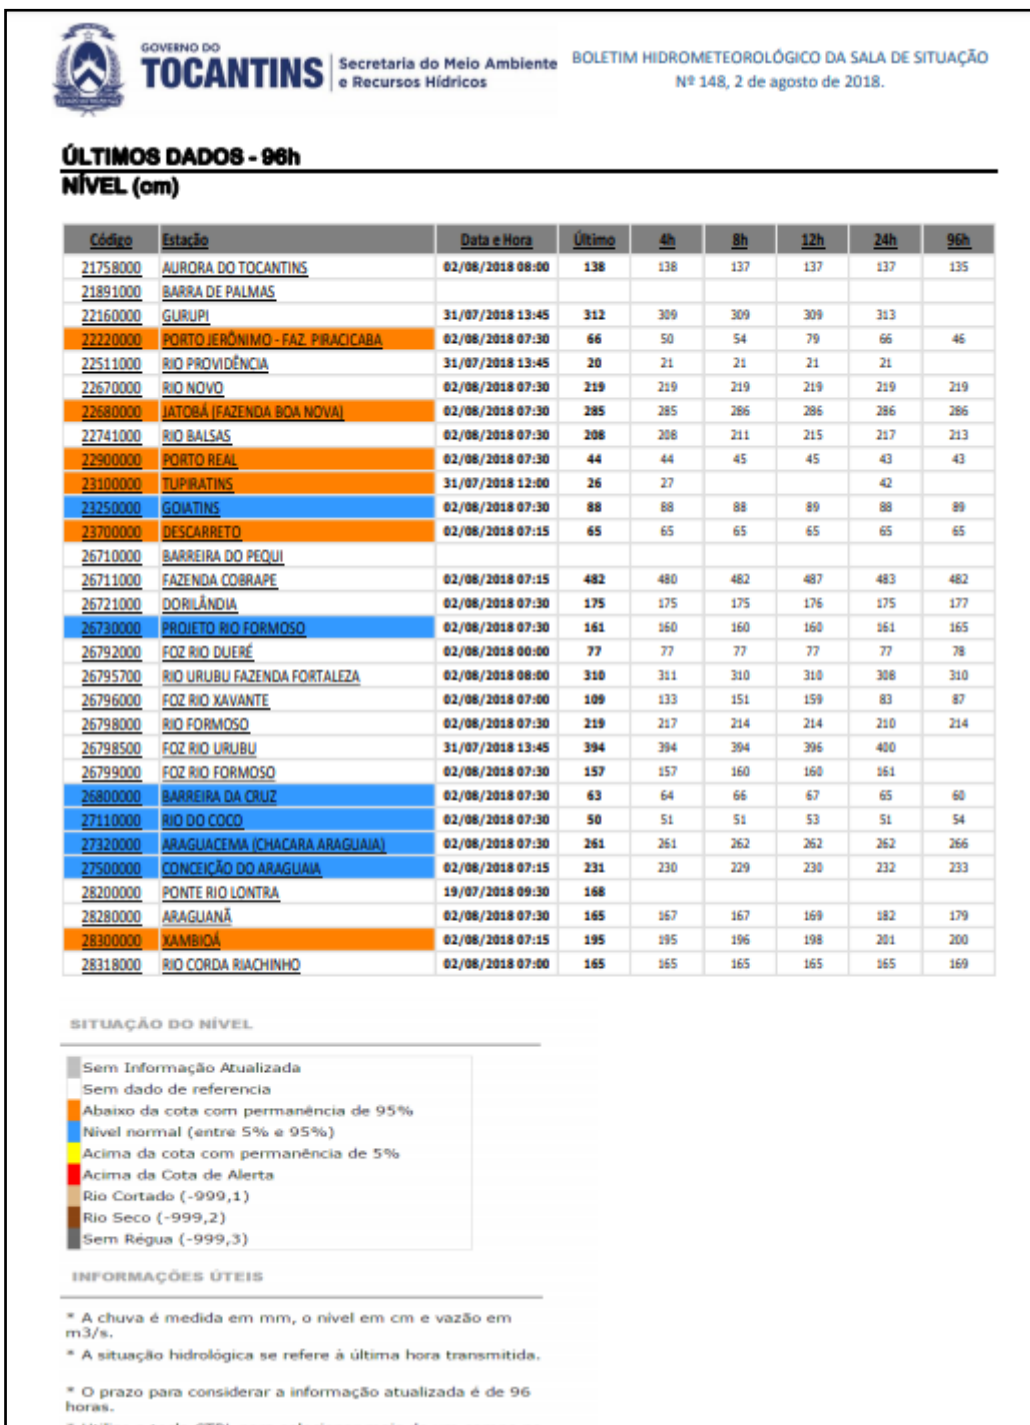 GOVERNO DO
TOCANTINS
Secretaria do Meio Ambiente
e Recursos Hídricos
BOLETIM HIDROMETEOROLÓGICO DA SALA DE SITUAÇÃO
Nº 148, 2 de agosto de 2018.
ÚLTIMOS DADOS - 96h
NÍVEL (cm)
Código Estação Data e Hora Último 4h 8h 12h 24h 96h
21758000 AURORA DO TOCANTINS 02/08/2018 08:00 138 138 137 137 137 135
21891000 BARRA DE PALMAS
22160000 GURUPI 31/07/2018 13:45 312 309 309 309 313
22220000 PORTO JERÔNIMO - FAZ. PIRACICABA 02/08/2018 07:30 66 50 54 79 66 46
22511000 RIO PROVIDÊNCIA 31/07/2018 13:45 20 21 21 21 21
22670000 RIO NOVO 02/08/2018 07:30 219 219 219 219 219 219
22680000 JATOBÁ (FAZENDA BOA NOVA) 02/08/2018 07:30 285 285 286 286 286 286
22741000 RIO BALSAS 02/08/2018 07:30 208 208 211 215 217 213
22900000 PORTO REAL 02/08/2018 07:30 44 44 45 45 43 43
23100000 TUPIRATINS 31/07/2018 12:00 26 27 42
23250000 GOIATINS 02/08/2018 07:30 88 88 88 89 88 89
23700000 DESCARRETO 02/08/2018 07:15 65 65 65 65 65 65
26710000 BARREIRA DO PEQUI
26711000 FAZENDA COBRAPE 02/08/2018 07:15 482 480 482 487 483 482
26721000 DORILÂNDIA 02/08/2018 07:30 175 175 175 176 175 177
26730000 PROJETO RIO FORMOSO 02/08/2018 07:30 161 160 160 160 161 165
26792000 FOZ RIO DUERÉ 02/08/2018 00:00 77 77 77 77 77 78
26795700 RIO URUBU FAZENDA FORTALEZA 02/08/2018 08:00 310 311 310 310 308 310
26796000 FOZ RIO XAVANTE 02/08/2018 07:00 109 133 151 159 83 87
26798000 RIO FORMOSO 02/08/2018 07:30 219 217 214 214 210 214
26798500 FOZ RIO URUBU 31/07/2018 13:45 394 394 394 396 400
26799000 FOZ RIO FORMOSO 02/08/2018 07:30 157 157 160 160 161
26800000 BARREIRA DA CRUZ 02/08/2018 07:30 63 64 66 67 65 60
27110000 RIO DO COCO 02/08/2018 07:30 50 51 51 53 51 54
27320000 ARAGUACEMA (CHACARA ARAGUAIA) 02/08/2018 07:30 261 261 262 262 262 266
27500000 CONCEIÇÃO DO ARAGUAIA 02/08/2018 07:15 231 230 229 230 232 233
28200000 PONTE RIO LONTRA 19/07/2018 09:30 168
28280000 ARAGUANÃ 02/08/2018 07:30 165 167 167 169 182 179
28300000 XAMBIOÁ 02/08/2018 07:15 195 195 196 198 201 200
28318000 RIO CORDA RIACHINHO 02/08/2018 07:00 165 165 165 165 165 169
SITUAÇÃO DO NÍVEL
Sem Informação Atualizada
Sem dado de referencia
Abaixo da cota com permanência de 95%
Nivel normal (entre 5% e 95%)
Acima da cota com permanência de 5%
Acima da Cota de Alerta
Rio Cortado (-999,1)
Rio Seco (-999,2)
Sem Régua (-999,3)
INFORMAÇÕES ÚTEIS
* A chuva é medida em mm, o nível em cm e vazão em
m3/s.
* A situação hidrológica se refere à última hora transmitida.
* O prazo para considerar a informação atualizada é de 96
horas.